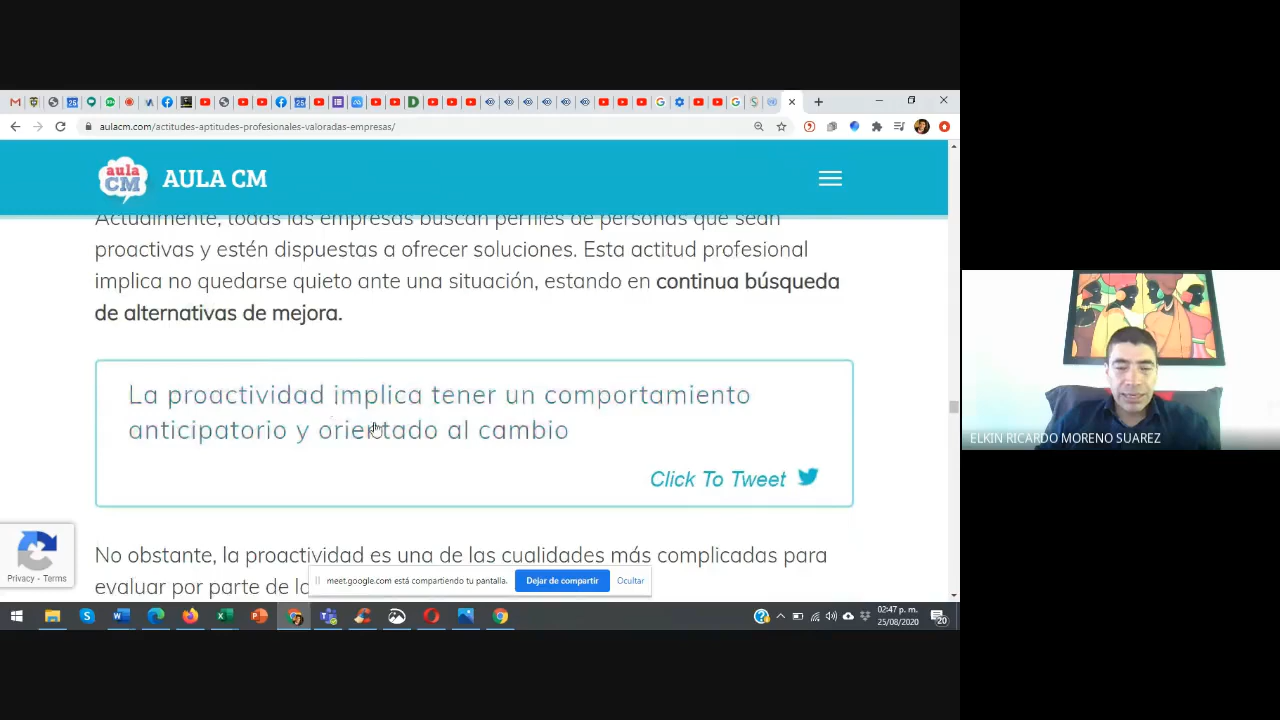 aulacm.com/actitudes-aptitudes-profesionales-valoradas-empresas/
aula
CM
AULA CM
Actualmente, todas las empresas buscan perfiles de personas que sean
proactivas y estén dispuestas a ofrecer soluciones. Esta actitud profesional
implica no quedarse quieto ante una situación, estando en continua búsqueda
de alternativas de mejora.
La proactividad implica tener un comportamiento
anticipatorio y orientado al cambio
Click To Tweet
No obstante, la proactividad es una de las cualidades más complicadas para
evaluar por parte de
Privacy - Terms
meet.google.com está compartiendo tu pantalla.
Dejar de compartir
Ocultar
02:47 p. m.
25/08/2020
20
ELKIN RICARDO MORENO SUAREZ